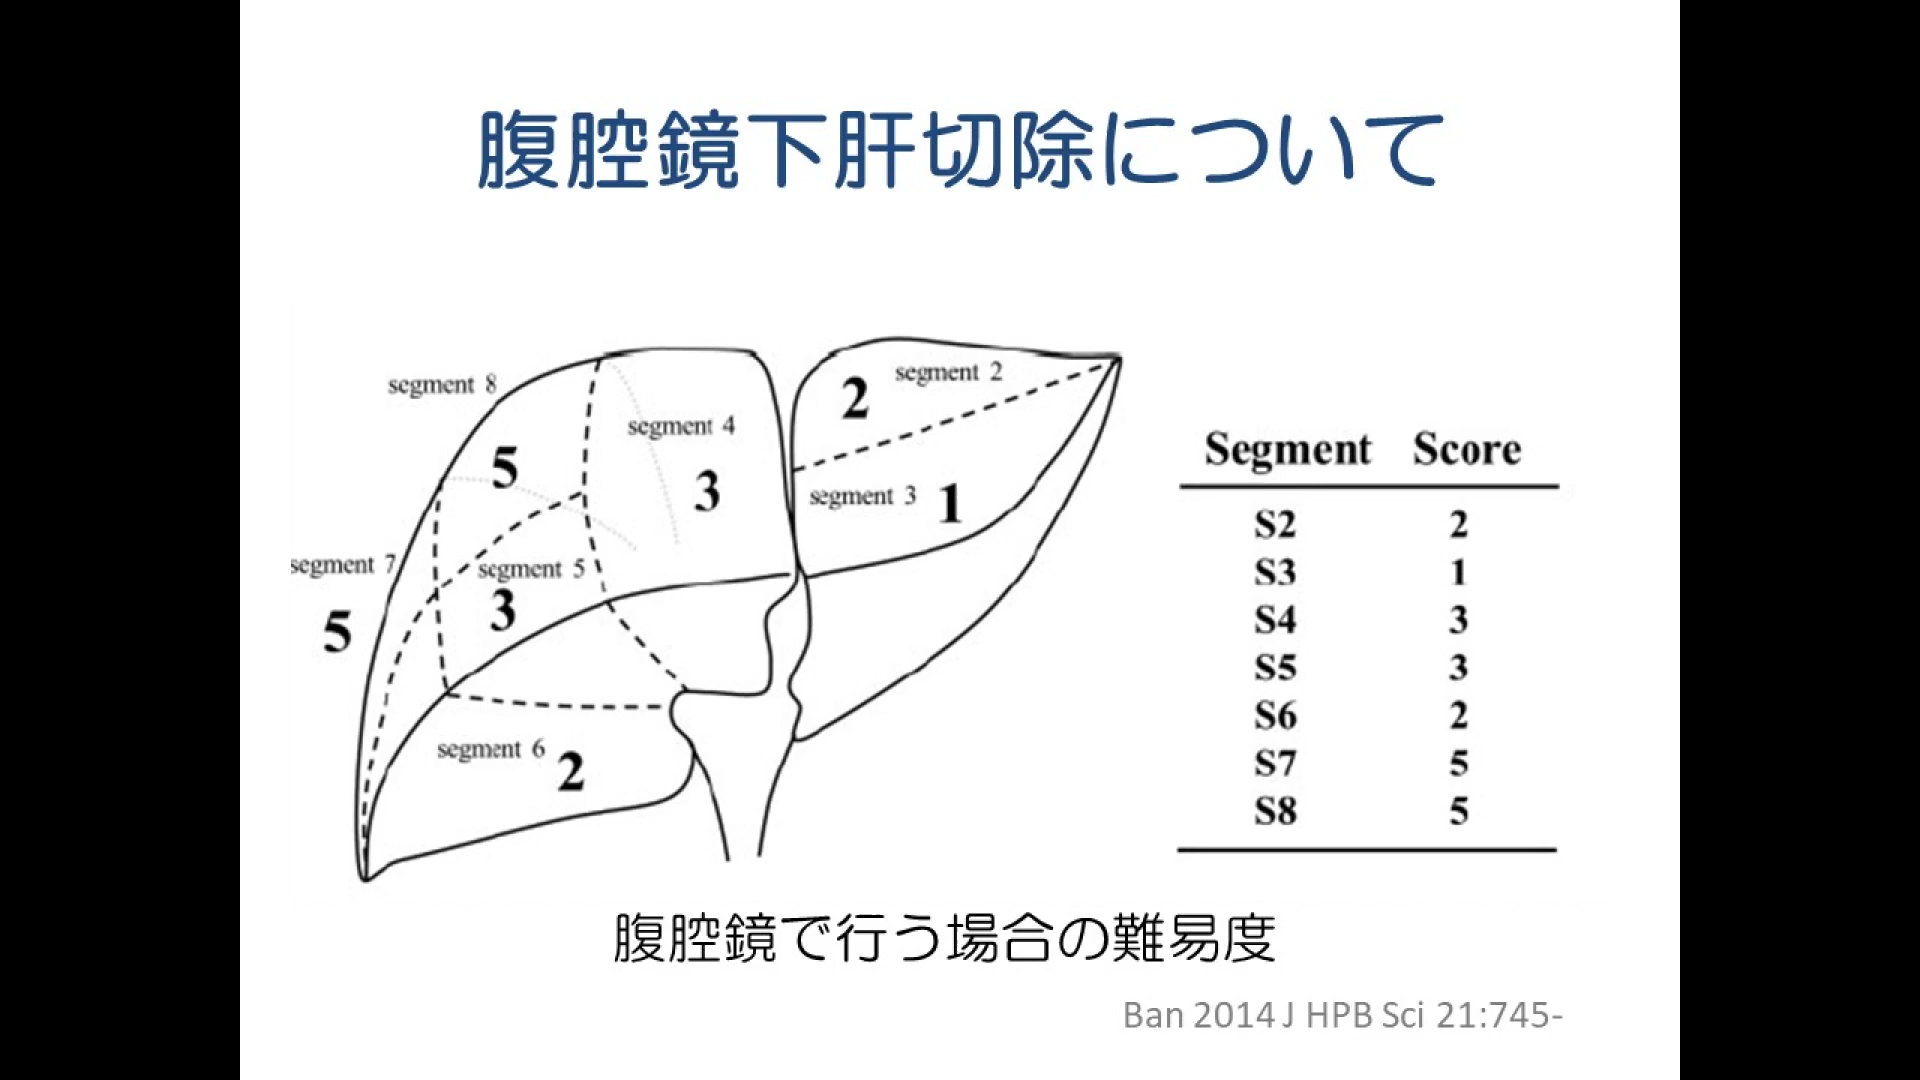 腹腔鏡下肝切除について
segment 8
5
segment 4
3
2
segment 2
segment 3
1
segment 7
5
segment 5
3
segment 6
2
Segment Score
S2 2
S3 1
S4 3
S5 3
S6 2
S7 5
S8 5
腹腔鏡で行う場合の難易度
Ban 2014 J HPB Sci 21:745-